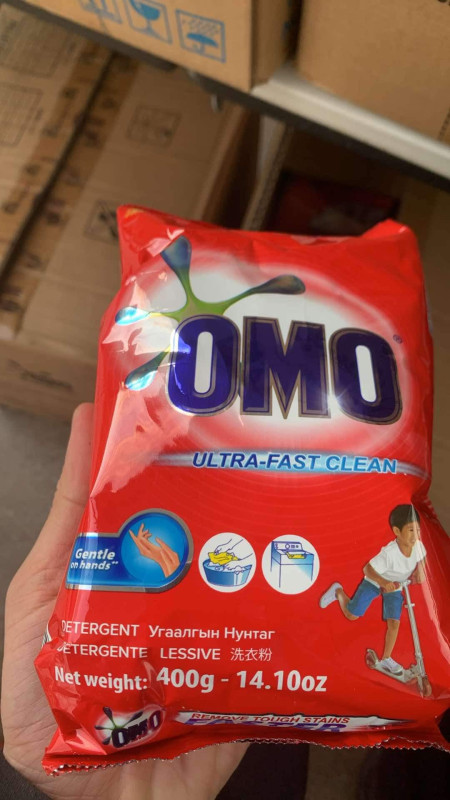 OMO®
ULTRA-FAST CLEAN
Gentle
on hands**
DETERGENT Угаалгын Нунтаг
DETERGENTE LESSIVE 洗衣粉
Net weight: 400g - 14.10oz
OMO
REMOVE TOUGH STAINS